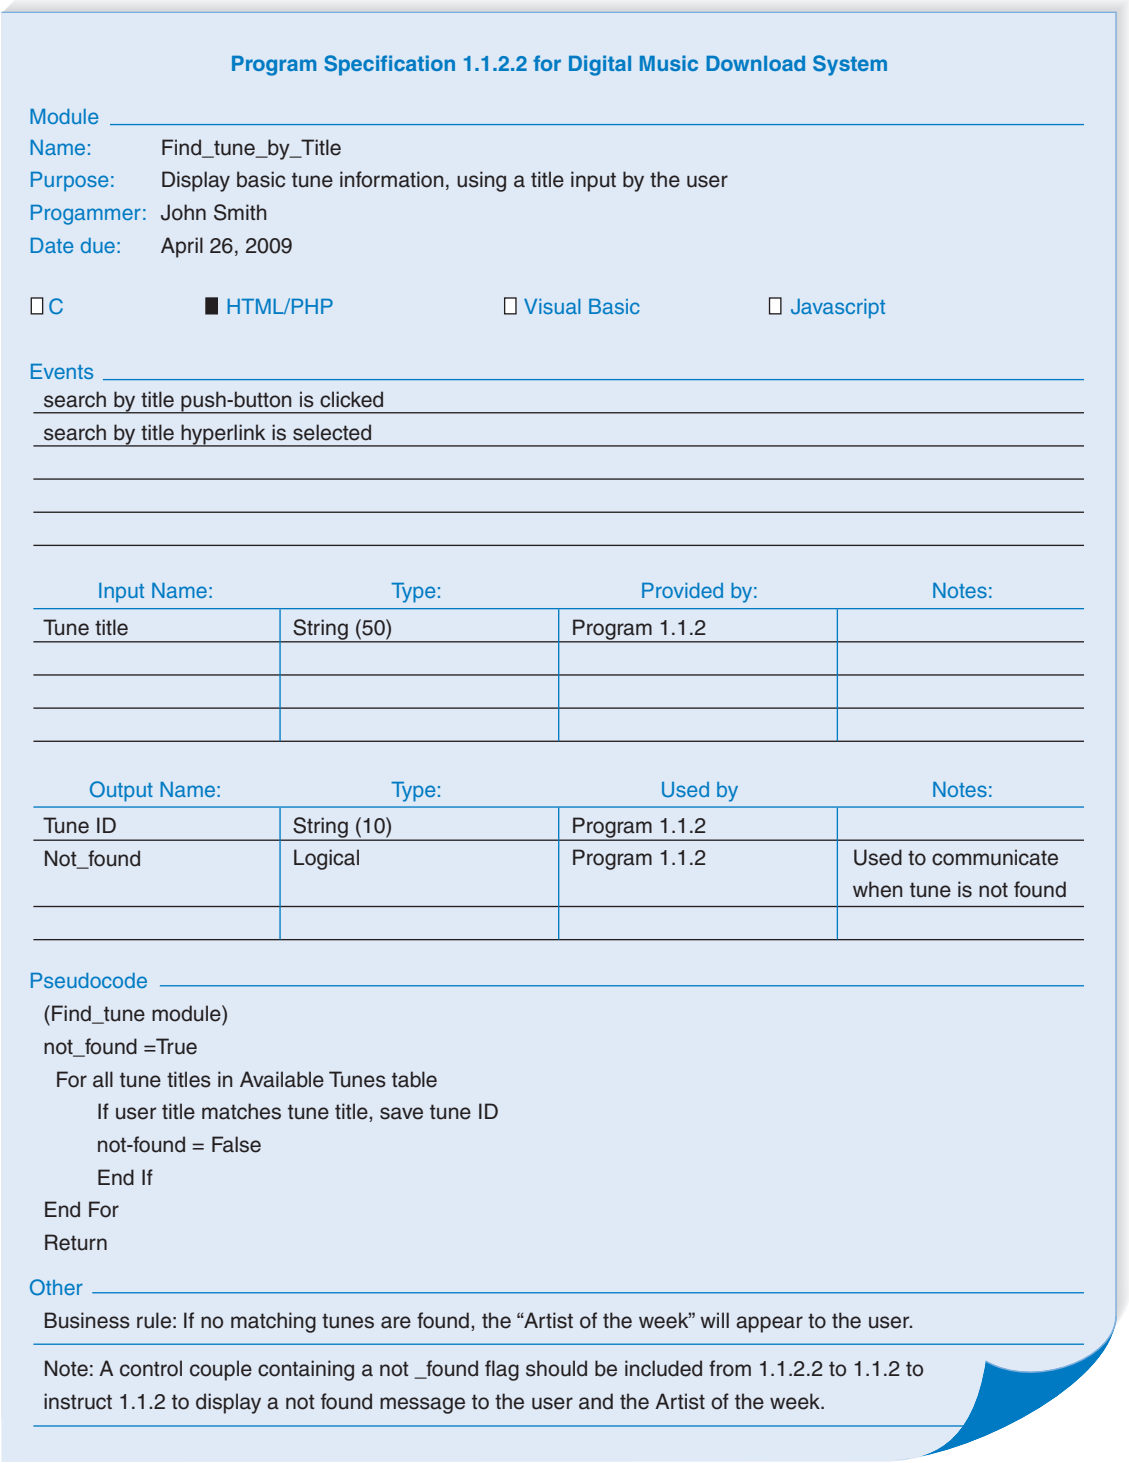 Program Specification 1.1.2.2 for Digital Music Download System
Module
Name: Find_tune_by_Title
Purpose: Display basic tune information, using a title input by the user
Progammer: John Smith
Date due: April 26, 2009
C HTML/PHP Visual Basic Javascript
Events
search by title push-button is clicked
search by title hyperlink is selected
Input Name: Type: Provided by: Notes:
Tune title String (50) Program 1.1.2
Output Name: Type: Used by Notes:
Tune ID String (10) Program 1.1.2
Not_found Logical Program 1.1.2 Used to communicate
when tune is not found
Pseudocode
(Find_tune module)
not_found =True
For all tune titles in Available Tunes table
If user title matches tune title, save tune ID
not-found = False
End If
End For
Return
Other
Business rule: If no matching tunes are found, the “Artist of the week” will appear to the user.
Note: A control couple containing a not _found flag should be included from 1.1.2.2 to 1.1.2 to
instruct 1.1.2 to display a not found message to the user and the Artist of the week.